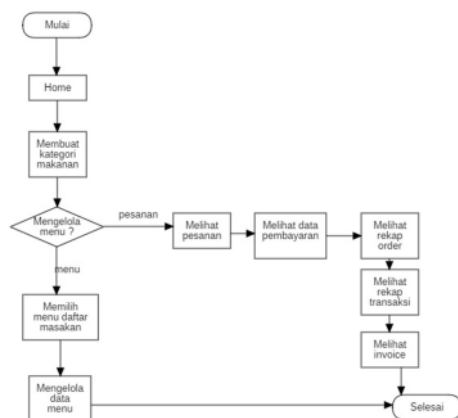 Mulai
Home
Membuat
kategori
makanan
Mengelola
menu ?
pesanan
Melihat
pesanan
Melihat data
pembayaran
Melihat
rekap
order
menu
Melihat
rekap
transaksi
Memilih
menu daftar
masakan
Melihat
invoice
Mengelola
data
menu
Selesai